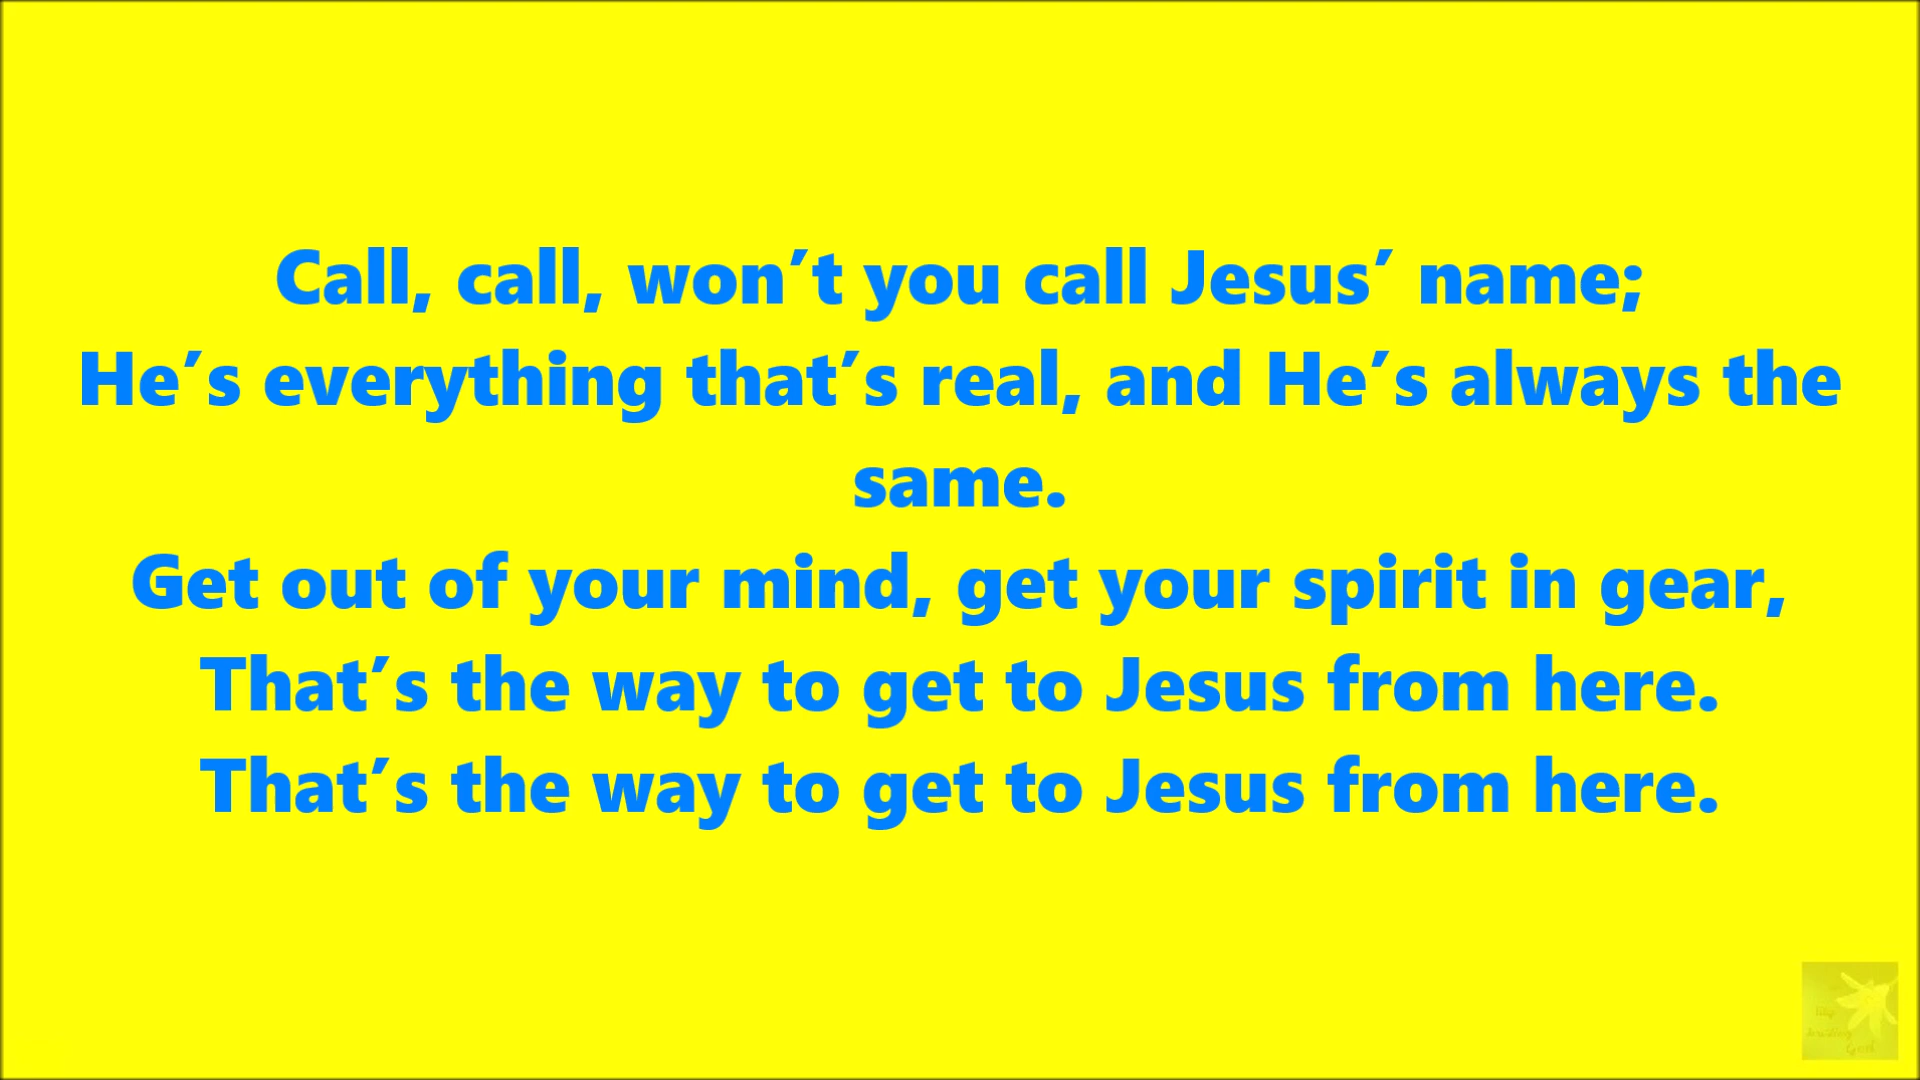 Call, call, won’t you call Jesus’ name;
He’s everything that’s real, and He’s always the
same.
Get out of your mind, get your spirit in gear,
That’s the way to get to Jesus from here.
That’s the way to get to Jesus from here.
God